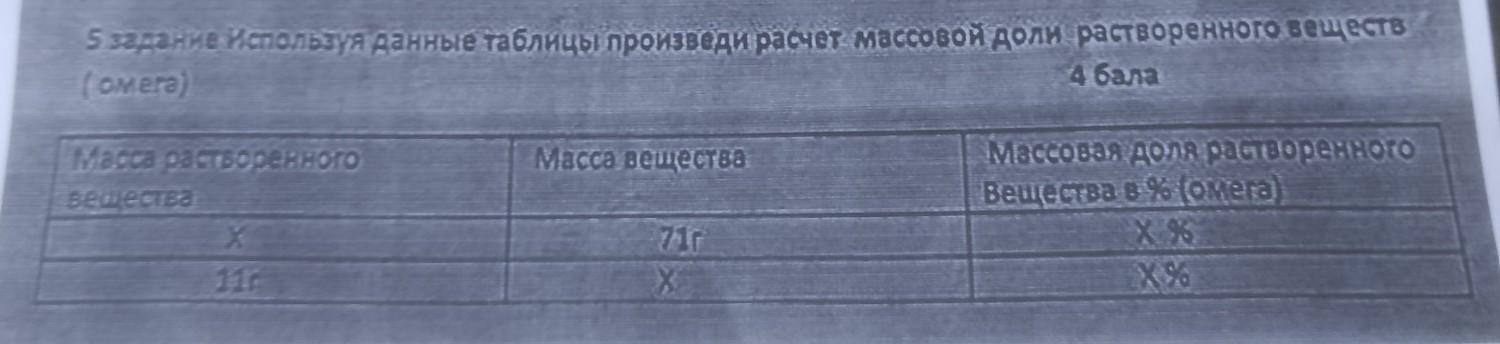 5 задание Используя данные таблицы произведи расчет массовой доли растворенного веществ
( омега) 4 бала
Масса растворенного Масса вещества Массовая доля растворенного
вещества Вещества в % (омега)
Х 71г Х %
11г Х Х%